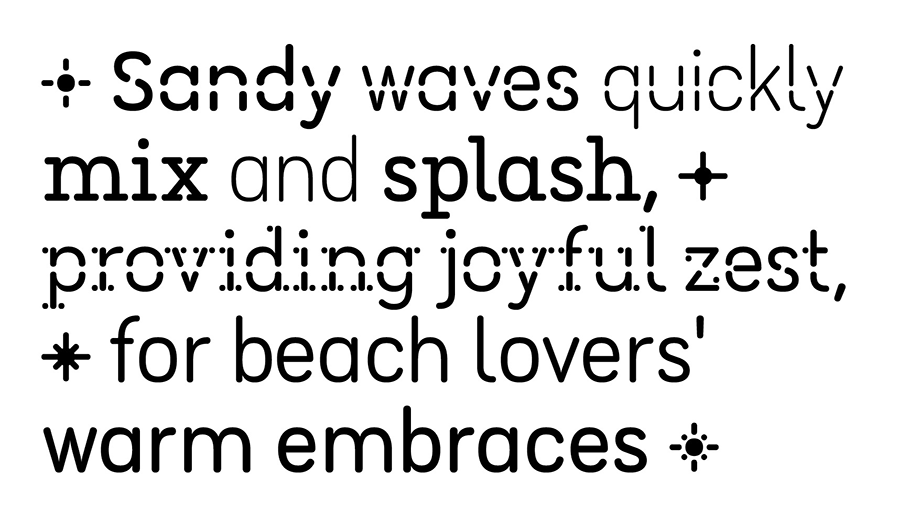 Sandy waves quickly
mix and splash,
providing joyful zest,
for beach lovers'
warm embraces